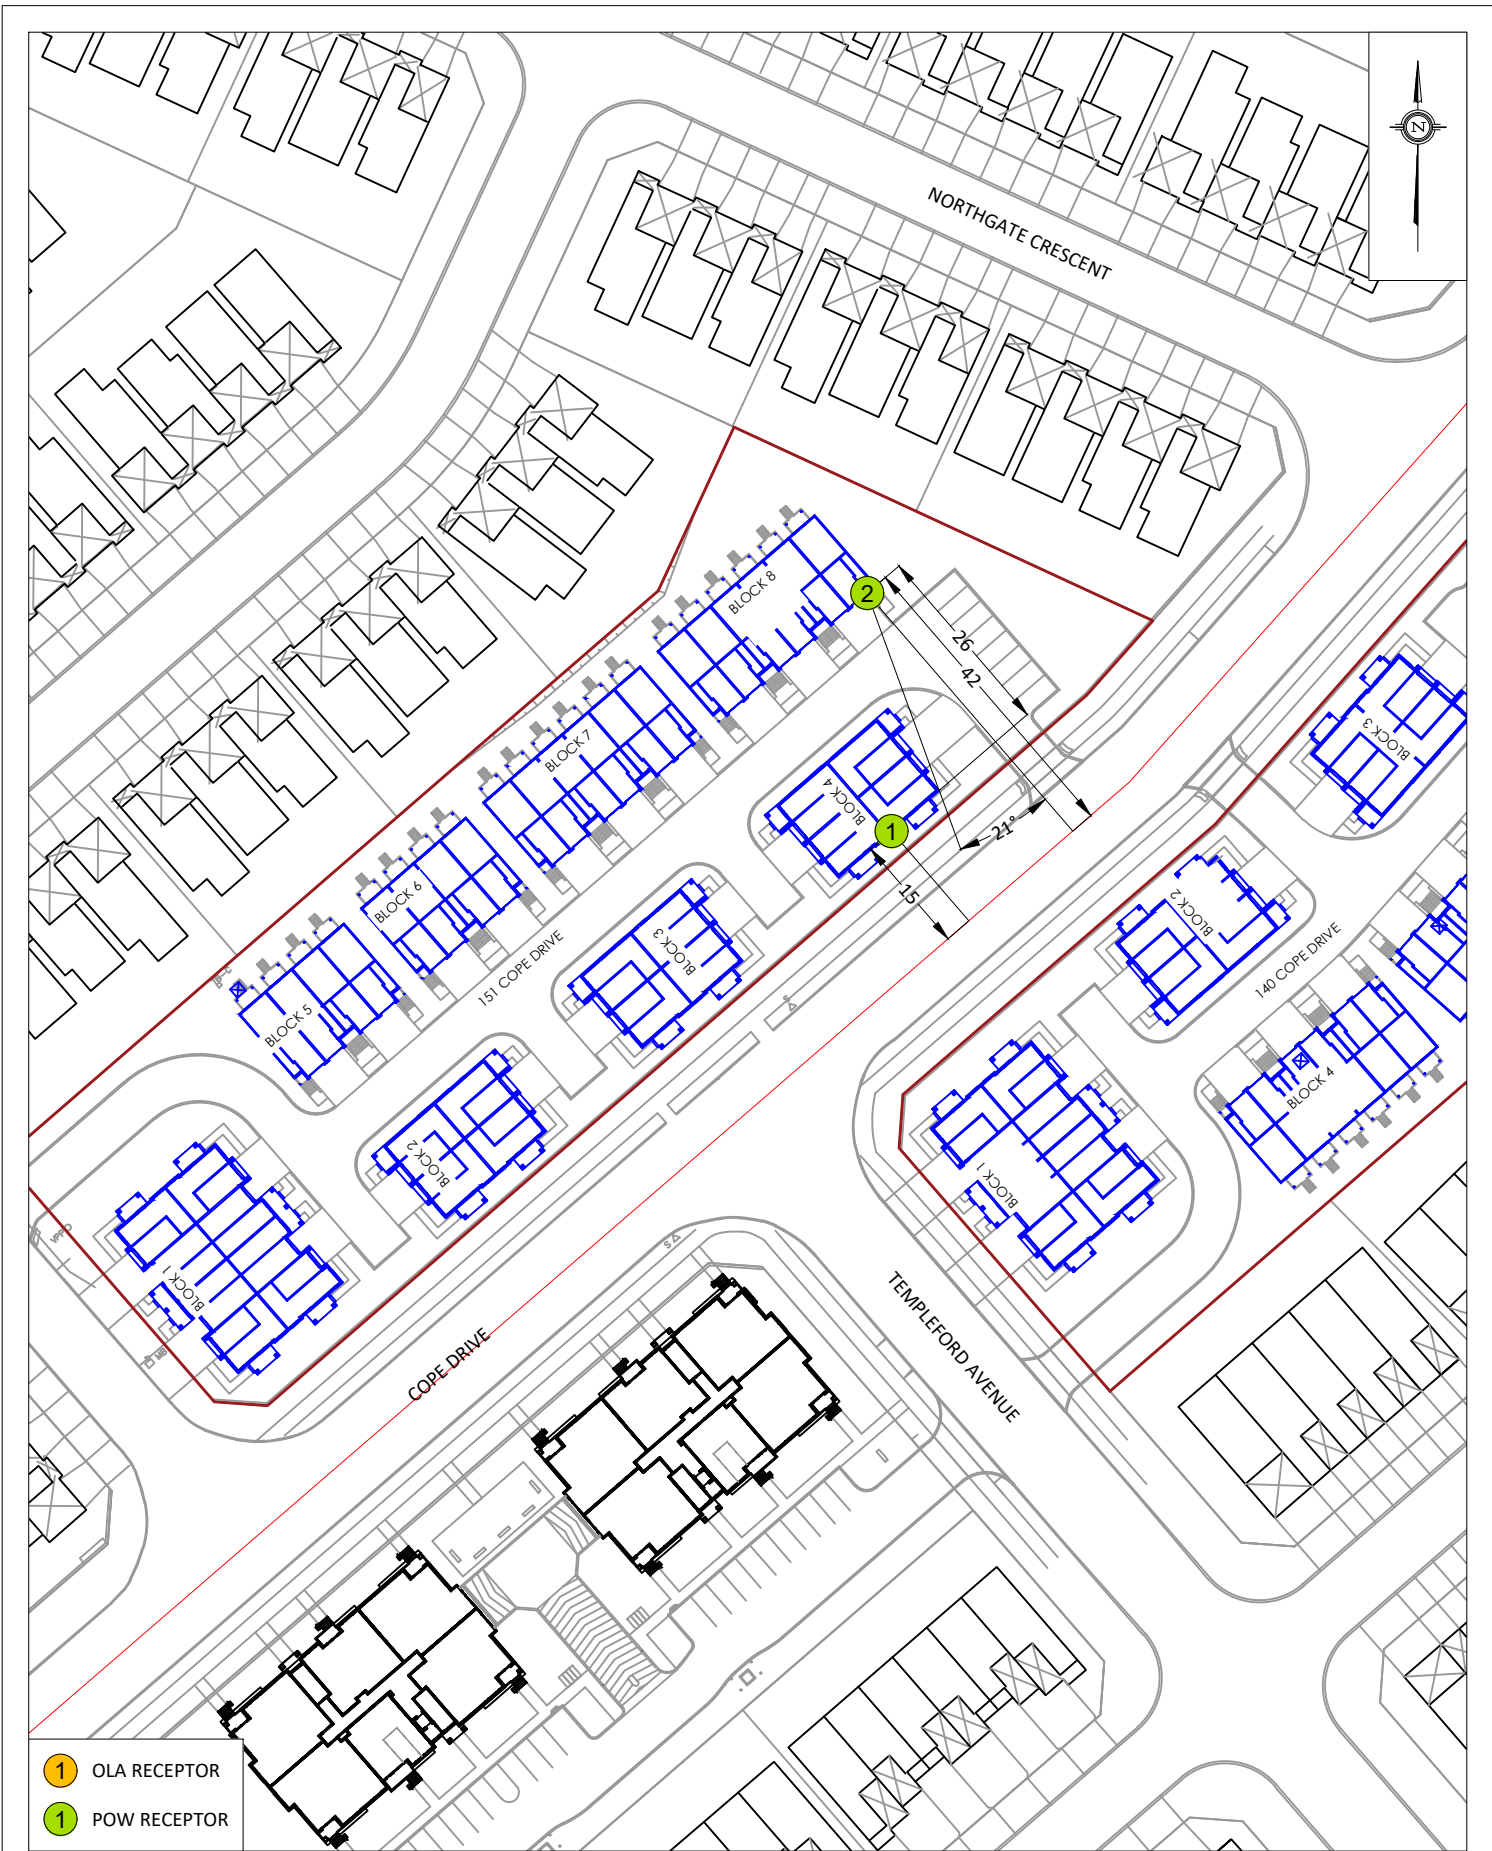 N
NORTHGATE CRESCENT
BLOCK 8
2
26
42
BLOCK 3
BLOCK 7
BLOCK 4
1
21°
15
BLOCK 6
BLOCK 3
BLOCK 2
151 COPE DRIVE
140 COPE DRIVE
BLOCK 5
BLOCK 4
BLOCK 2
BLOCK 1
S
VPPD
BLOCK 1
S
TEMPLEFORD AVENUE
COPE DRIVE
MB
1 OLA RECEPTOR
1 POW RECEPTOR